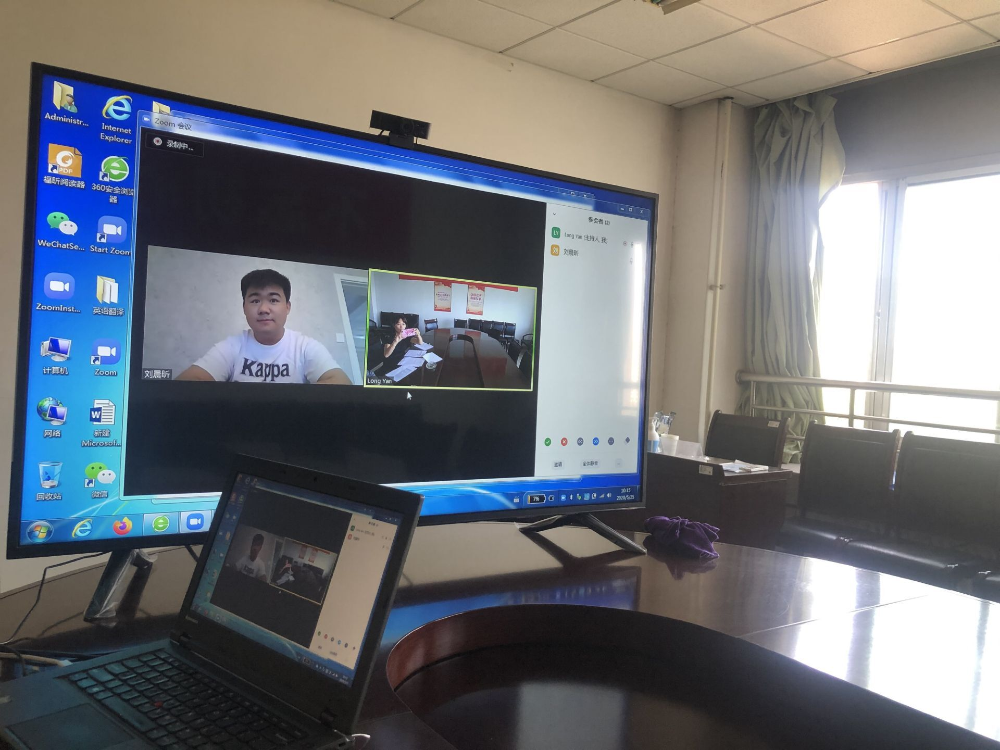 Administr...
Internet
Explorer
Zoom 会议
录制中...
PDF
福昕阅读器
360安全浏览
器
WeChatSe...
Start Zoom
ZoomInst...
英语翻译
计算机
Zoom
网络
W
新建
Microsof...
回收站
微信
刘晨昕
Kappa
Long Yan
参会者 (2)
LY
Long Yan (主持人, 我)
刘
刘晨昕
邀请
全体静音
...
7%
10:15
2020/5/25